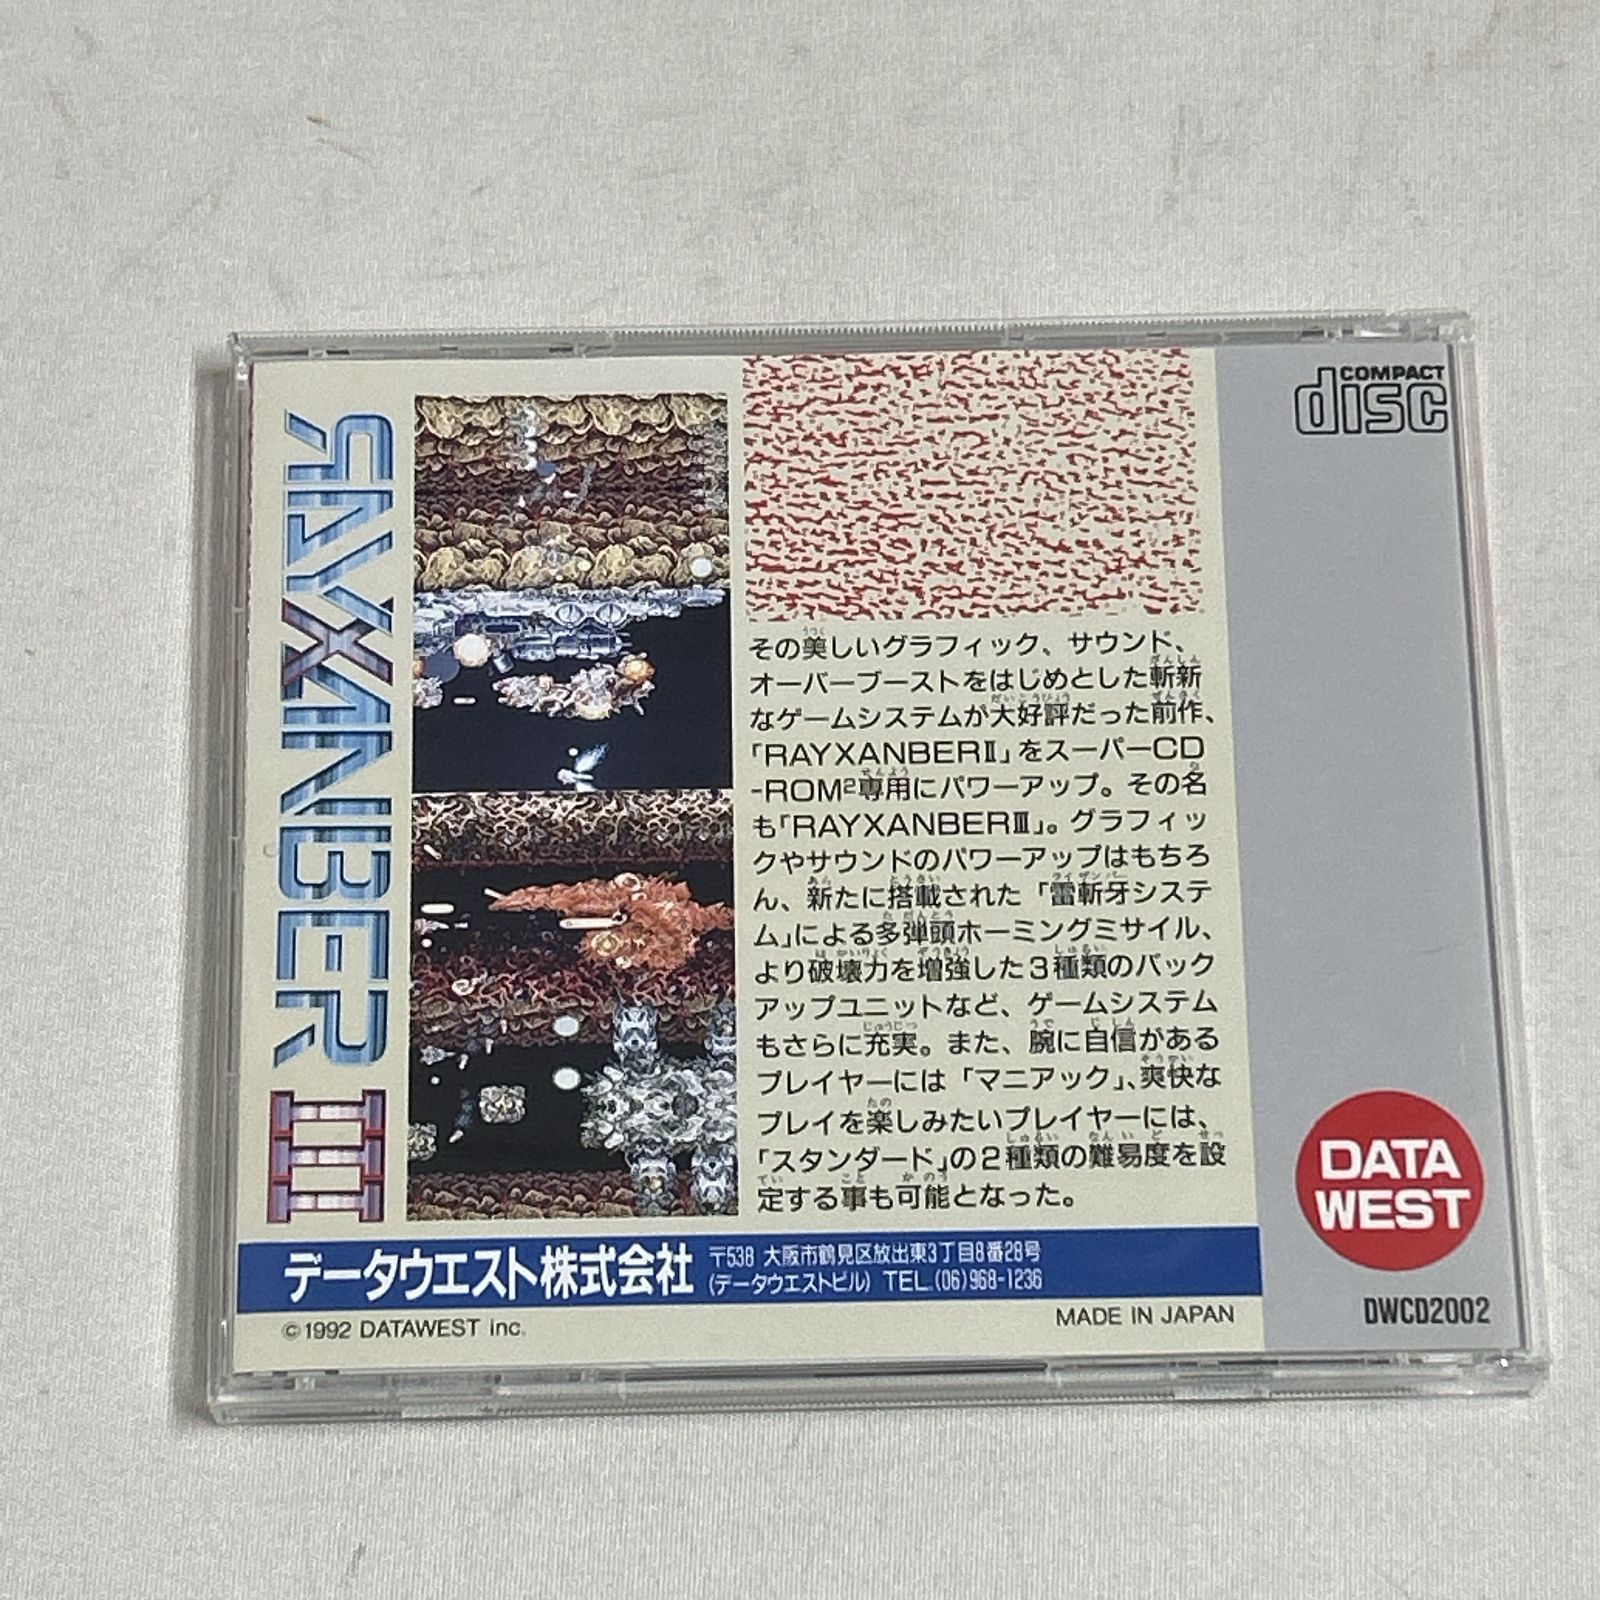 COMPACT
disc
RAYXANBER III
その美しいグラフィック、サウンド、
オーバーブーストをはじめとした斬新
なゲームシステムが大好評だった前作、
「RAYXANBERⅡ」をスーパーCD
-ROM²専用にパワーアップ。その名
も「RAYXANBERⅢ」。グラフィッ
クやサウンドのパワーアップはもちろ
ん、新たに搭載された「雷斬牙システ
ム」による多弾頭ホーミングミサイル、
より破壊力を増強した3種類のバック
アップユニットなど、ゲームシステム
もさらに充実。また、腕に自信がある
プレイヤーには「マニアック」、爽快な
プレイを楽しみたいプレイヤーには、
「スタンダード」の2種類の難易度を設
定する事も可能となった。
データウエスト株式会社
〒538 大阪市鶴見区放出東3丁目8番28号
(データウエストビル) TEL.(06)968-1236
©1992 DATAWEST inc.
MADE IN JAPAN
DATA
WEST
DWCD2002